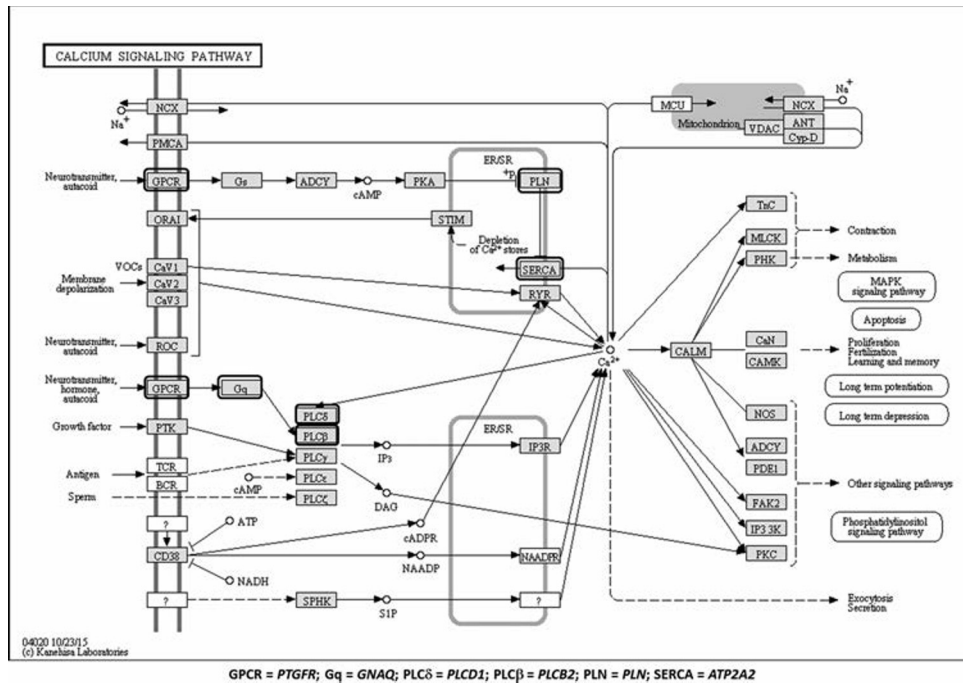 CALCIUM SIGNALING PATHWAY
NCX
Na+
PMCA
Neurotransmitter,
autacoid
GPCR
Gs
ADCY
cAMP
PKA
ER/SR
+p
PLN
ORAI
STIM
Depletion
of Ca2+ stores
VOCs
Membrane
depolarization
CaV1
CaV2
CaV3
SERCA
RYR
Neurotransmitter,
autacoid
ROC
Neurotransmitter,
hormone,
autacoid
GPCR
Gq
PLCδ
PLCβ
Growth factor
PTK
PLCγ
IP3
ER/SR
IP3R
Antigen
TCR
BCR
cAMP
PLCε
DAG
Sperm
PLCζ
?
ATP
cADPR
CD38
NAADP
NAADPR
NADH
?
SPHK
S1P
?
MCU
Mitochondrion
NCX
Na+
VDAC
ANT
Cyp-D
Ca2+
CALM
TnC
MLCK
PHK
Contraction
Metabolism
MAPK
signaling pathway
Apoptosis
CaN
CAMK
Proliferation
Fertilization
Learning and memory
Long term potentiation
Long term depression
NOS
ADCY
PDE1
FAK2
IP3 3K
PKC
Other signaling pathways
Phosphatidylinositol
signaling pathway
Exocytosis
Secretion
04020 10/23/15
(c) Kanehisa Laboratories
GPCR = PTGFR; Gq = GNAQ; PLCδ = PLCD1; PLCβ = PLCB2; PLN = PLN; SERCA = ATP2A2